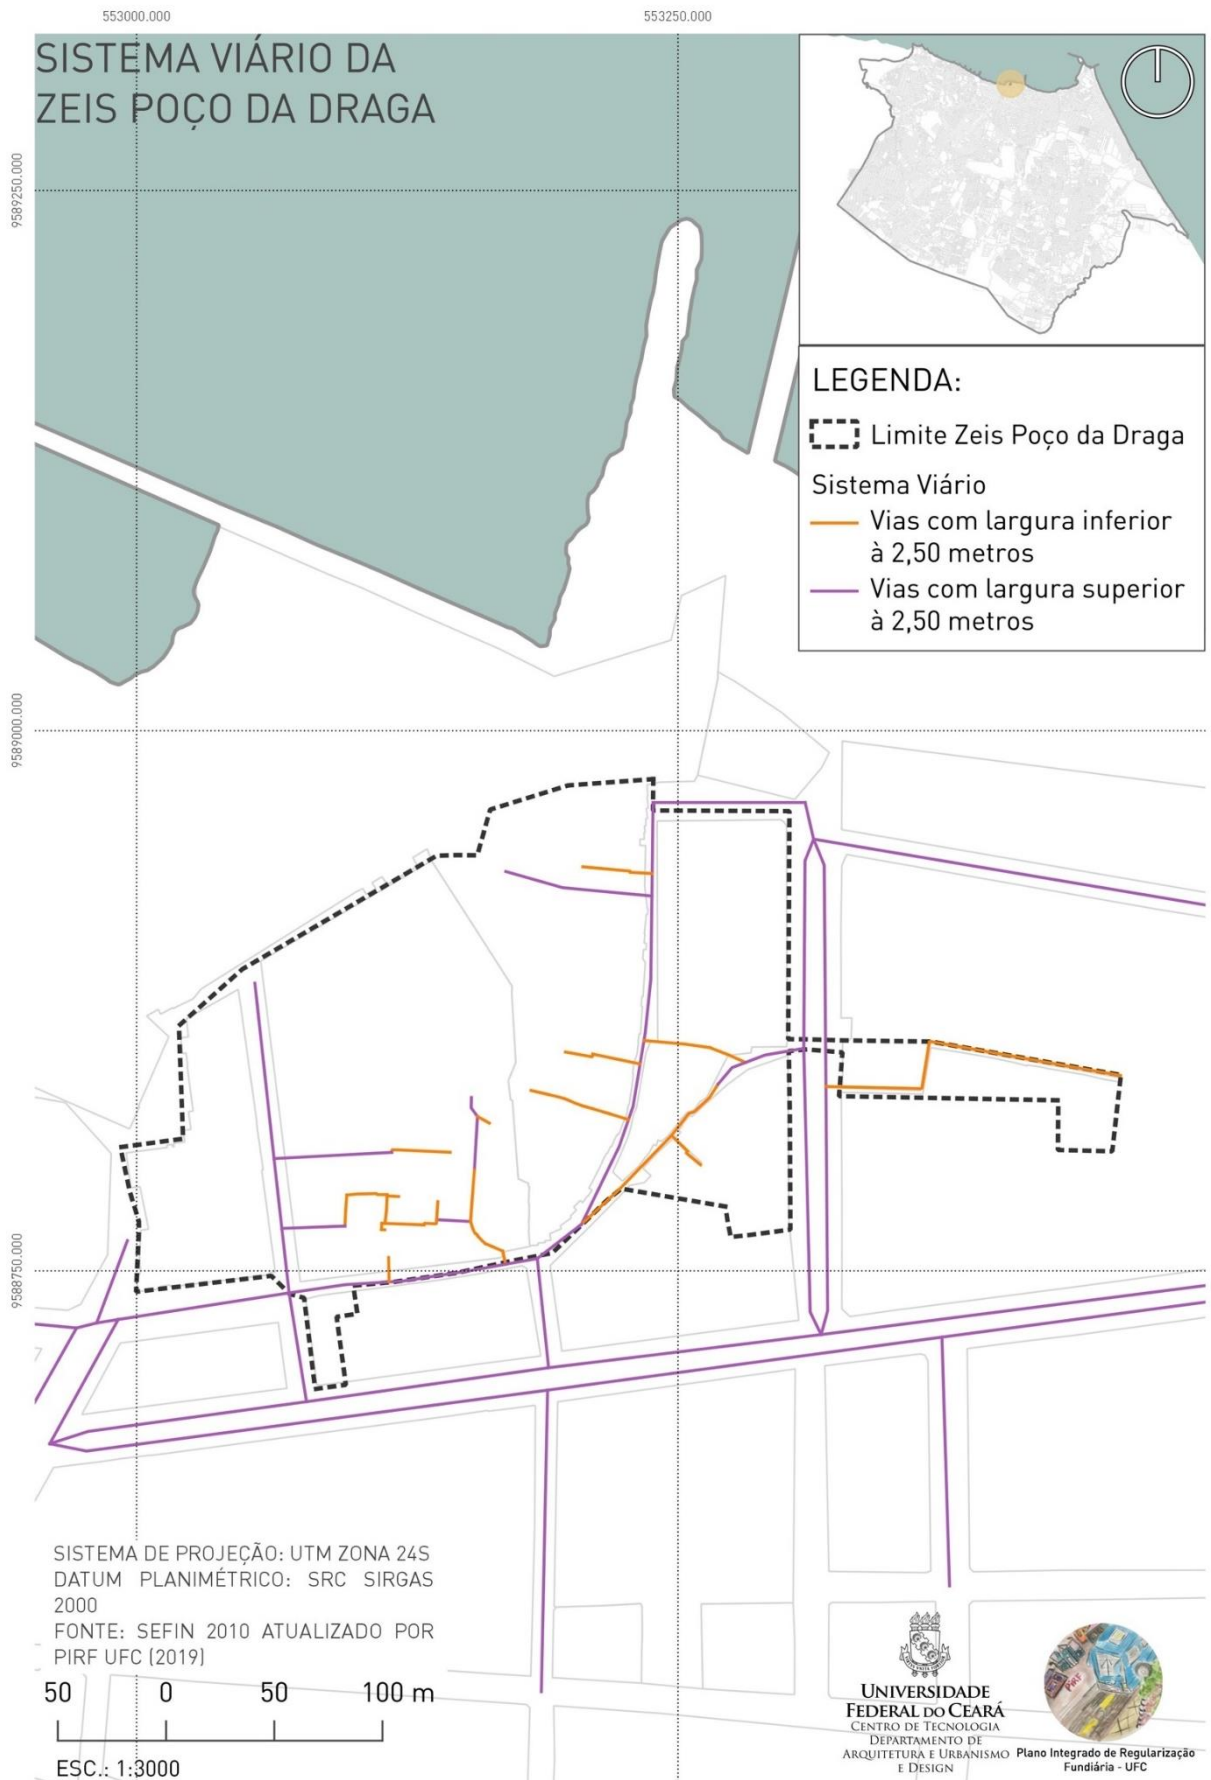 553000.000
553250.000
SISTEMA VIÁRIO DA
ZEIS POÇO DA DRAGA
9589250.000
LEGENDA:
Limite Zeis Poço da Draga
Sistema Viário
Vias com largura inferior
à 2,50 metros
Vias com largura superior
à 2,50 metros
9589000.000
9588750.000
SISTEMA DE PROJEÇÃO: UTM ZONA 24S
DATUM PLANIMÉTRICO: SRC SIRGAS
2000
FONTE: SEFIN 2010 ATUALIZADO POR
PIRF UFC (2019)
50 0 50 100 m
ESC.: 1:3000
UNIVERSIDADE
FEDERAL DO CEARÁ
CENTRO DE TECNOLOGIA
DEPARTAMENTO DE
ARQUITETURA E URBANISMO
E DESIGN
PIRF
Plano Integrado de Regularização
Fundiária - UFC